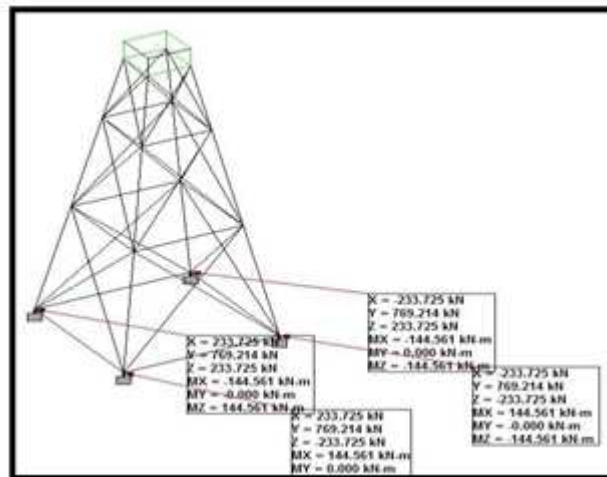 X = -233.725 kN
Y = 769.214 kN
Z = 233.725 kN
MX = -144.561 kN-m
MY = 0.000 kN-m
MZ = -144.561 kN-m
X = 233.725 kN
Y = 769.214 kN
Z = 233.725 kN
MX = -144.561 kN-m
MY = -0.000 kN-m
MZ = 144.561 kN-m
X = -233.725 kN
Y = 769.214 kN
Z = -233.725 kN
MX = 144.561 kN-m
MY = -0.000 kN-m
MZ = -144.561 kN-m
X = 233.725 kN
Y = 769.214 kN
Z = -233.725 kN
MX = 144.561 kN-m
MY = 0.000 kN-m